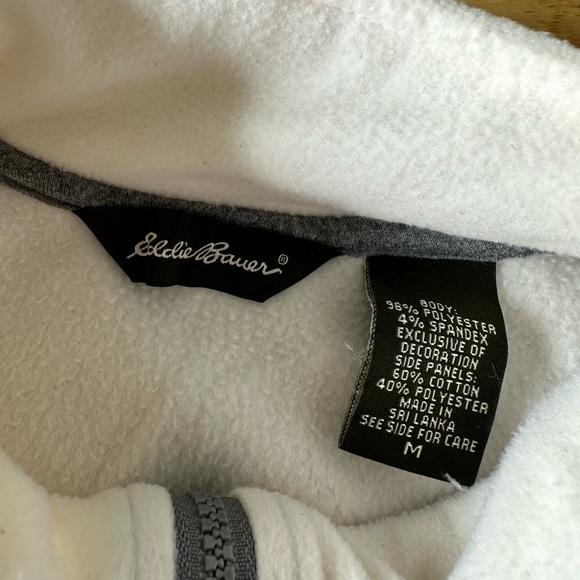 Eddie Bauer®
BODY:
96% POLYESTER
4% SPANDEX
EXCLUSIVE OF
DECORATION
SIDE PANELS:
60% COTTON
40% POLYESTER
MADE IN
SRI LANKA
SEE SIDE FOR CARE
M